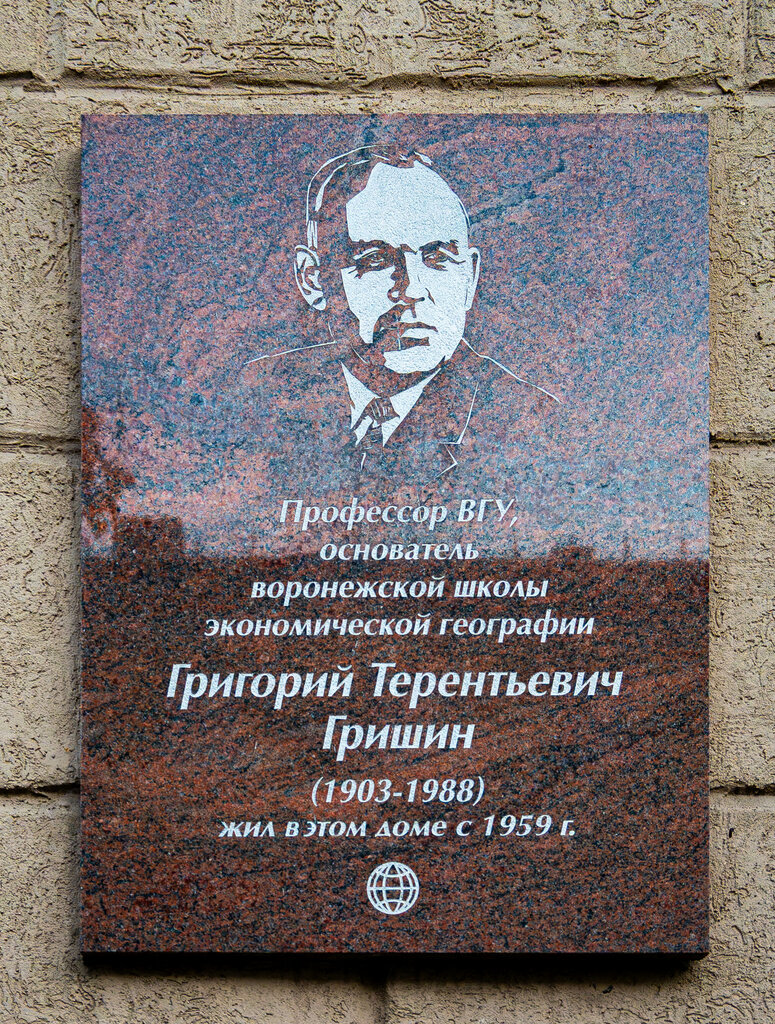 Профессор ВГУ,
основатель
воронежской школы
экономической географии
Григорий Терентьевич
Гришин
(1903-1988)
жил в этом доме с 1959 г.